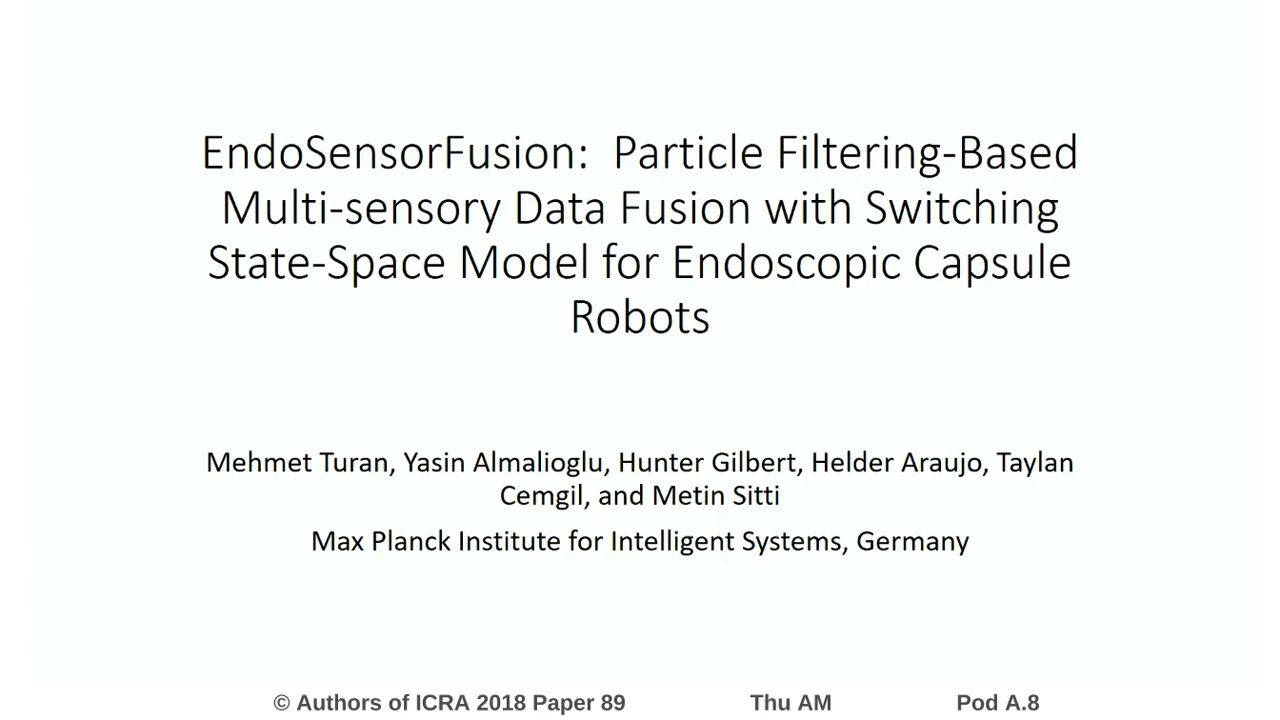 EndoSensorFusion: Particle Filtering-Based
Multi-sensory Data Fusion with Switching
State-Space Model for Endoscopic Capsule
Robots
Mehmet Turan, Yasin Almalioglu, Hunter Gilbert, Helder Araujo, Taylan
Cemgil, and Metin Sitti
Max Planck Institute for Intelligent Systems, Germany
© Authors of ICRA 2018 Paper 89 Thu AM Pod A.8